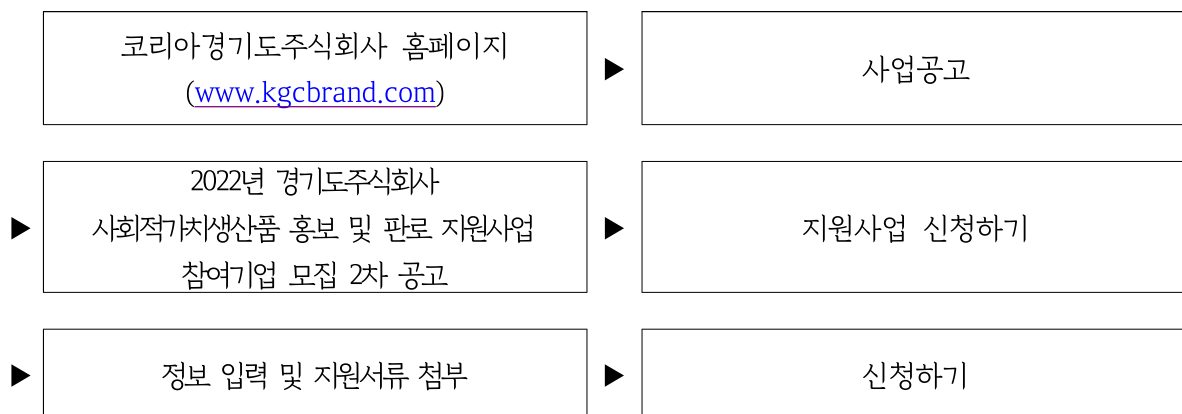 코리아경기도주식회사 홈페이지
(www.kgcbrand.com)
▶
사업공고
▶
2022년 경기도주식회사
사회적가치생산품 홍보 및 판로 지원사업
참여기업 모집 2차 공고
▶
지원사업 신청하기
▶
정보 입력 및 지원서류 첨부
▶
신청하기